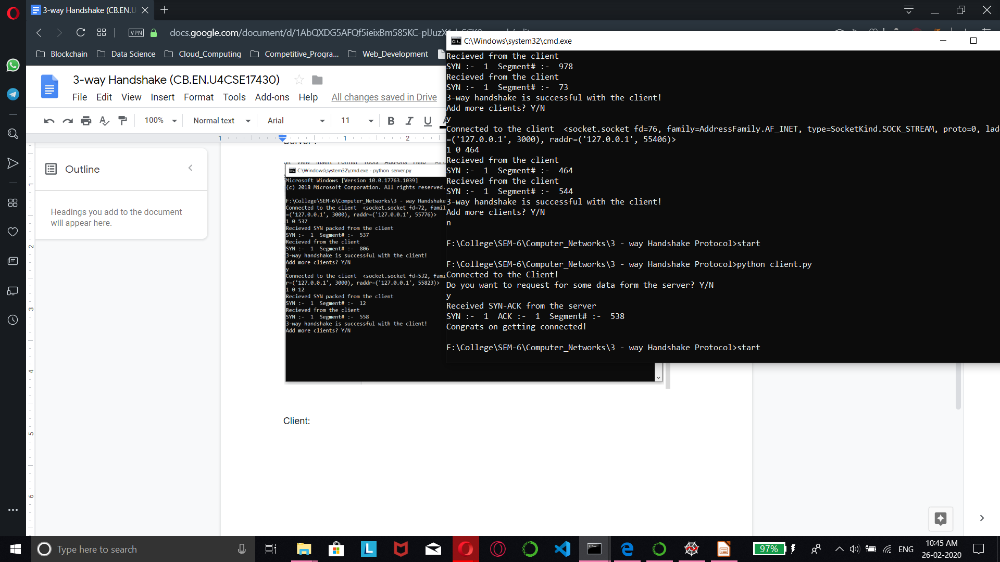 3-way Handshake (CB.EN.U
VPN
docs.google.com/document/d/1AbQXDG5AFQf5ieixBm585KC-
Blockchain
Data Science
Cloud_Computing
Competitive_Progra...
Web_Development
3-way Handshake (CB.EN.U4CSE17430)
File Edit View Insert Format Tools Add-ons Help All changes saved in Drive
100% Normal text Arial 11 B I U A
1 1 2
Outline
Headings you add to the document
will appear here.
1
2
3
4
5
6
Server :
C:\Windows\system32\cmd.exe - python server.py
Microsoft Windows [Version 10.0.17763.1039]
(c) 2018 Microsoft Corporation. All rights reserved.
F:\College\SEM-6\Computer_Networks\3 - way Handshake
Connected to the client <socket.socket fd=72, famil
=('127.0.0.1', 3000), raddr=('127.0.0.1', 55776)>
1 0 537
Recieved SYN packed from the client
SYN :- 1 Segment# :- 537
Recieved from the client
SYN :- 1 Segment# :- 806
3-way handshake is successful with the client!
Add more clients? Y/N
y
Connected to the client <socket.socket fd=532, fami
r=('127.0.0.1', 3000), raddr=('127.0.0.1', 55823)>
1 0 12
Recieved SYN packed from the client
SYN :- 1 Segment# :- 12
Recieved from the client
SYN :- 1 Segment# :- 558
3-way handshake is successful with the client!
Add more clients? Y/N
Client:
C:\Windows\system32\cmd.exe
Recieved from the client
SYN :- 1 Segment# :- 978
Recieved from the client
SYN :- 1 Segment# :- 73
3-way handshake is successful with the client!
Add more clients? Y/N
y
Connected to the client <socket.socket fd=76, family=AddressFamily.AF_INET, type=SocketKind.SOCK_STREAM, proto=0, lad
=('127.0.0.1', 3000), raddr=('127.0.0.1', 55406)>
1 0 464
Recieved from the client
SYN :- 1 Segment# :- 464
Recieved from the client
SYN :- 1 Segment# :- 544
3-way handshake is successful with the client!
Add more clients? Y/N
n
F:\College\SEM-6\Computer_Networks\3 - way Handshake Protocol>start
F:\College\SEM-6\Computer_Networks\3 - way Handshake Protocol>python client.py
Connected to the Client!
Do you want to request for some data form the server? Y/N
y
Received SYN-ACK from the server
SYN :- 1 ACK :- 1 Segment# :- 538
Congrats on getting connected!
F:\College\SEM-6\Computer_Networks\3 - way Handshake Protocol>start
Type here to search
L
97%
ENG
10:45 AM
26-02-2020